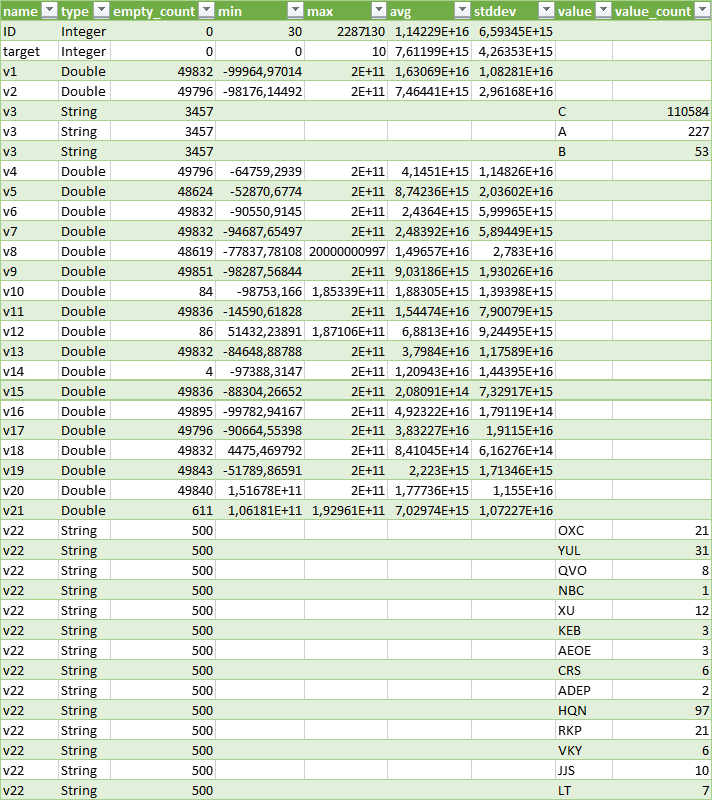 name type empty_count min max avg stddev value value_count
ID Integer 0 30 2287130 1,14229E+16 6,59345E+15
target Integer 0 0 10 7,61199E+15 4,26353E+15
v1 Double 49832 -99964,97014 2E+11 1,63069E+16 1,08281E+16
v2 Double 49796 -98176,14492 2E+11 7,46441E+15 2,96168E+16
v3 String 3457 C 110584
v3 String 3457 A 227
v3 String 3457 B 53
v4 Double 49796 -64759,2939 2E+11 4,1451E+15 1,14826E+16
v5 Double 48624 -52870,6774 2E+11 8,74236E+15 2,03602E+16
v6 Double 49832 -90550,9145 2E+11 2,4364E+15 5,99965E+15
v7 Double 49832 -94687,65497 2E+11 2,48392E+16 5,89449E+15
v8 Double 48619 -77837,78108 20000000997 1,49657E+16 2,783E+16
v9 Double 49851 -98287,56844 2E+11 9,03186E+15 1,93026E+16
v10 Double 84 -98753,166 1,85339E+11 1,88305E+15 1,39398E+15
v11 Double 49836 -14590,61828 2E+11 1,54474E+16 7,90079E+15
v12 Double 86 51432,23891 1,87106E+11 6,8813E+16 9,24495E+15
v13 Double 49832 -84648,88788 2E+11 3,7984E+16 1,17589E+16
v14 Double 4 -97388,3147 2E+11 1,20943E+16 1,44395E+16
v15 Double 49836 -88304,26652 2E+11 2,08091E+14 7,32917E+15
v16 Double 49895 -99782,94167 2E+11 4,92322E+16 1,79119E+14
v17 Double 49796 -90664,55398 2E+11 3,83227E+16 1,9115E+16
v18 Double 49832 4475,469792 2E+11 8,41045E+14 6,16276E+14
v19 Double 49843 -51789,86591 2E+11 2,223E+15 1,71346E+15
v20 Double 49840 1,51678E+11 2E+11 1,77736E+15 1,155E+16
v21 Double 611 1,06181E+11 1,92961E+11 7,02974E+15 1,07227E+16
v22 String 500 OXC 21
v22 String 500 YUL 31
v22 String 500 QVO 8
v22 String 500 NBC 1
v22 String 500 XU 12
v22 String 500 KEB 3
v22 String 500 AEOE 3
v22 String 500 CRS 6
v22 String 500 ADEP 2
v22 String 500 HQN 97
v22 String 500 RKP 21
v22 String 500 VKY 6
v22 String 500 JJS 10
v22 String 500 LT 7